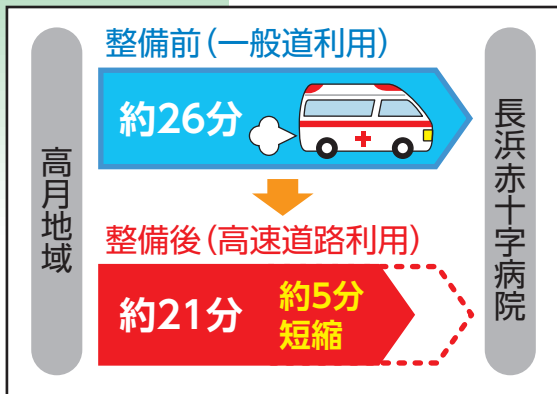 整備前(一般道利用)
約26分
高月地域
長浜赤十字病院
整備後(高速道路利用)
約21分
約5分
短縮